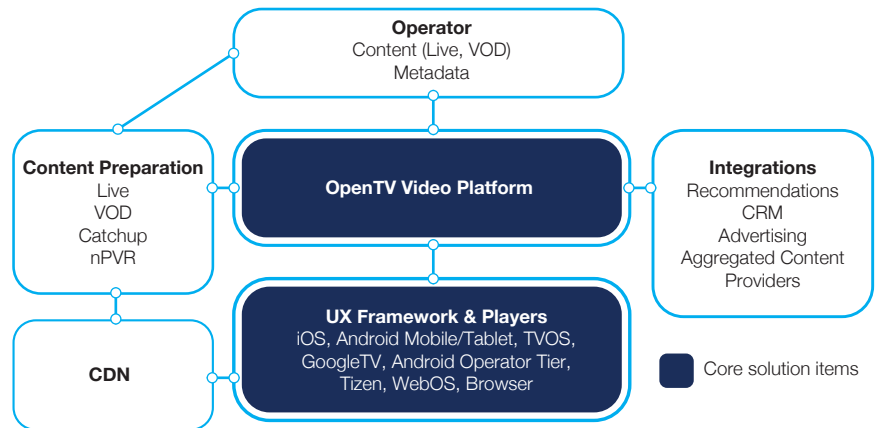 Operator
Content (Live, VOD)
Metadata
Content Preparation
Live
VOD
Catchup
nPVR
OpenTV Video Platform
Integrations
Recommendations
CRM
Advertising
Aggregated Content
Providers
UX Framework & Players
iOS, Android Mobile/Tablet, TVOS,
GoogleTV, Android Operator Tier,
Tizen, WebOS, Browser
CDN
Core solution items